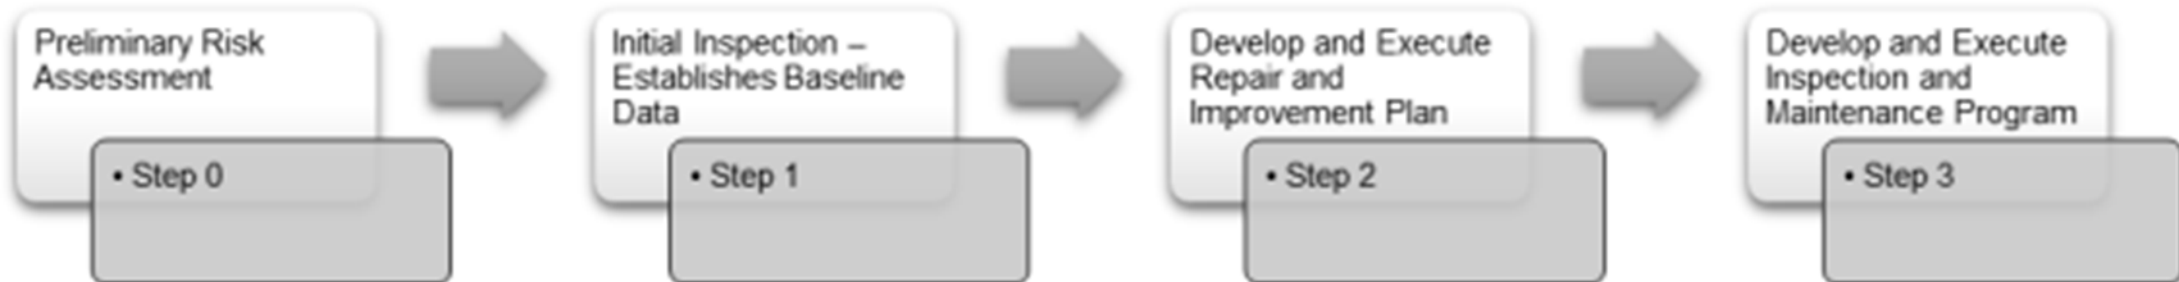 Preliminary Risk
Assessment
• Step 0
Initial Inspection –
Establishes Baseline
Data
• Step 1
Develop and Execute
Repair and
Improvement Plan
• Step 2
Develop and Execute
Inspection and
Maintenance Program
• Step 3